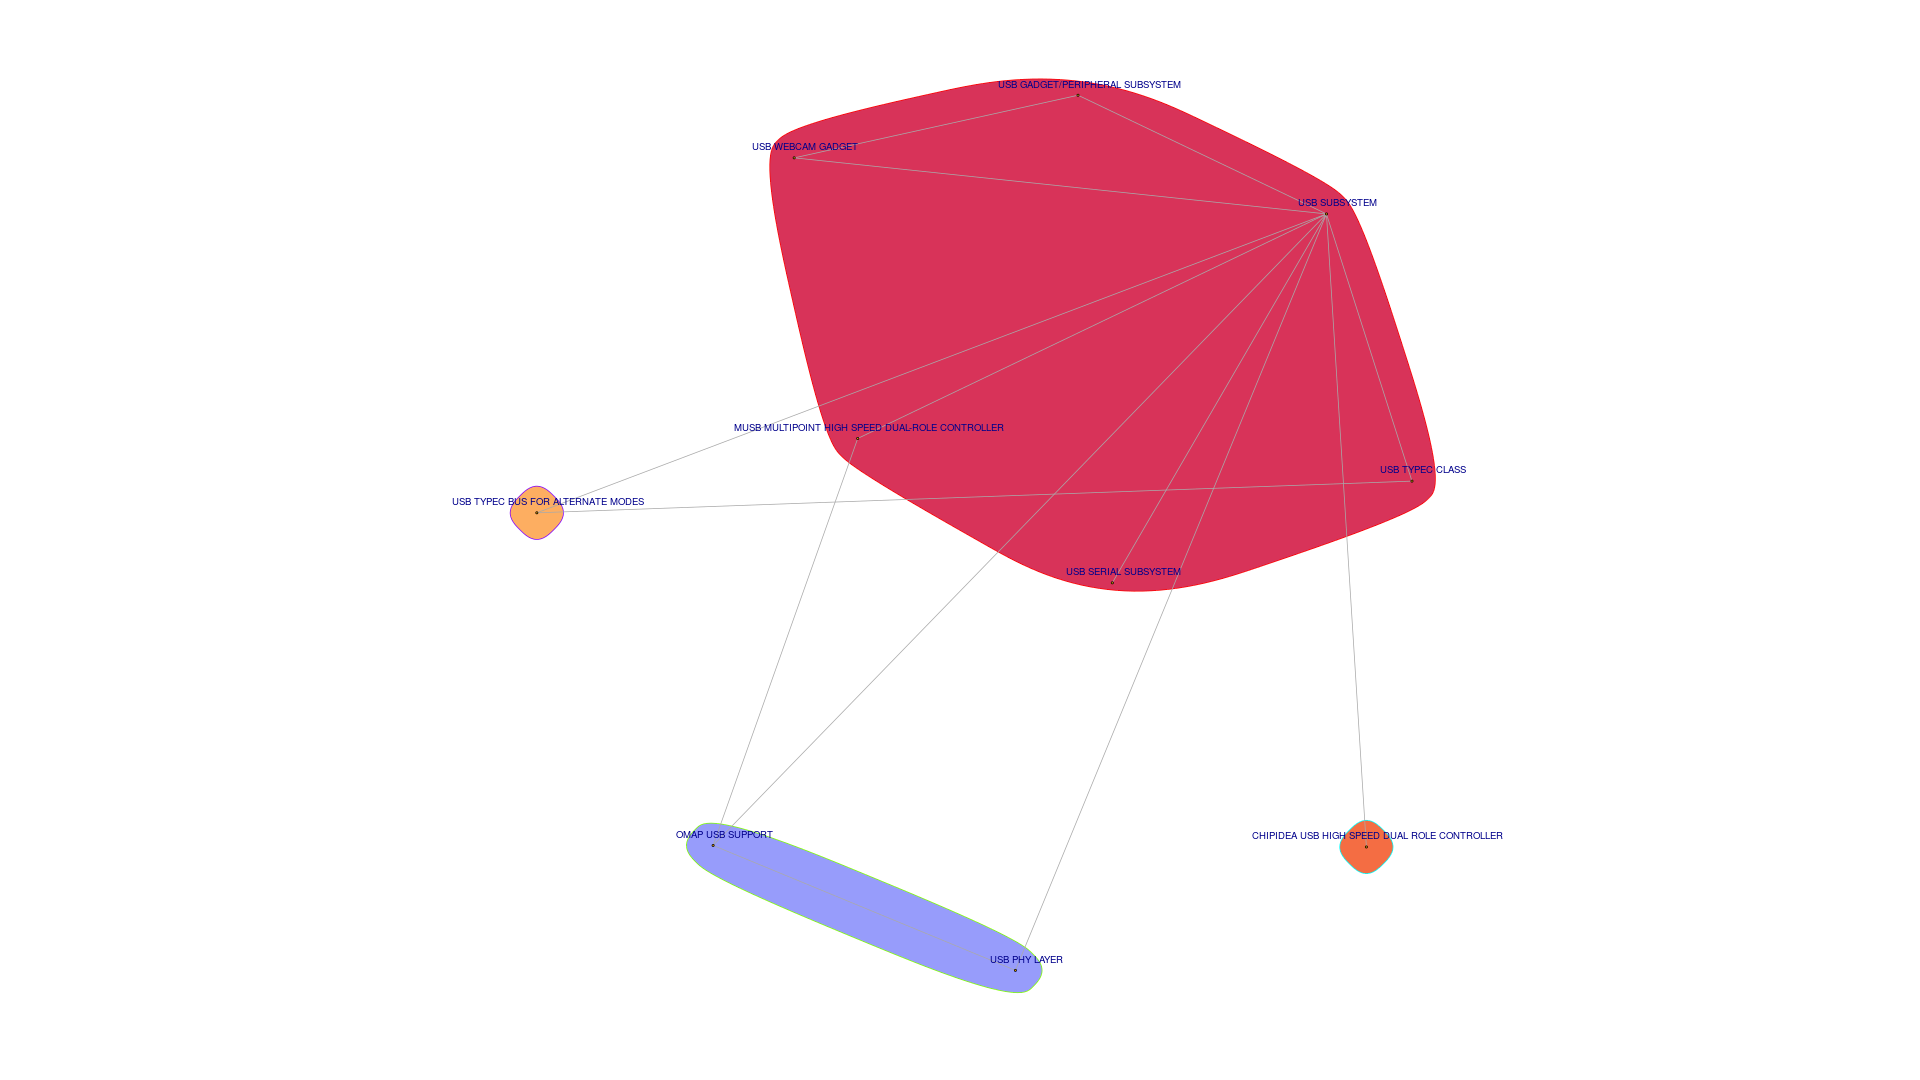 USB GADGET/PERIPHERAL SUBSYSTEM
USB WEBCAM GADGET
USB SUBSYSTEM
MUSB MULTIPOINT HIGH SPEED DUAL-ROLE CONTROLLER
USB TYPEC CLASS
USB TYPEC BUS FOR ALTERNATE MODES
USB SERIAL SUBSYSTEM
OMAP USB SUPPORT
CHIPIDEA USB HIGH SPEED DUAL ROLE CONTROLLER
USB PHY LAYER